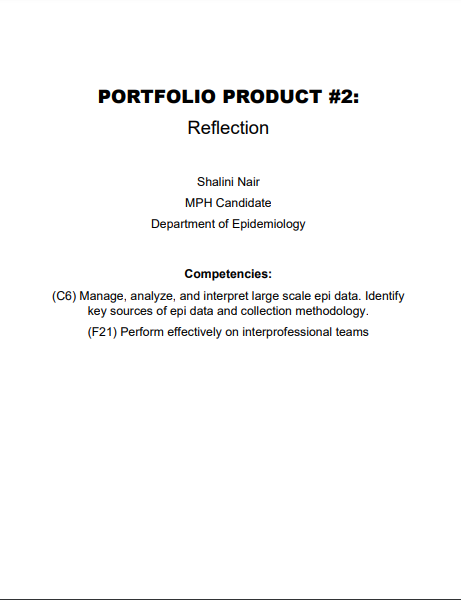 PORTFOLIO PRODUCT #2:
Reflection
Shalini Nair
MPH Candidate
Department of Epidemiology
Competencies:
(C6) Manage, analyze, and interpret large scale epi data. Identify
key sources of epi data and collection methodology.
(F21) Perform effectively on interprofessional teams